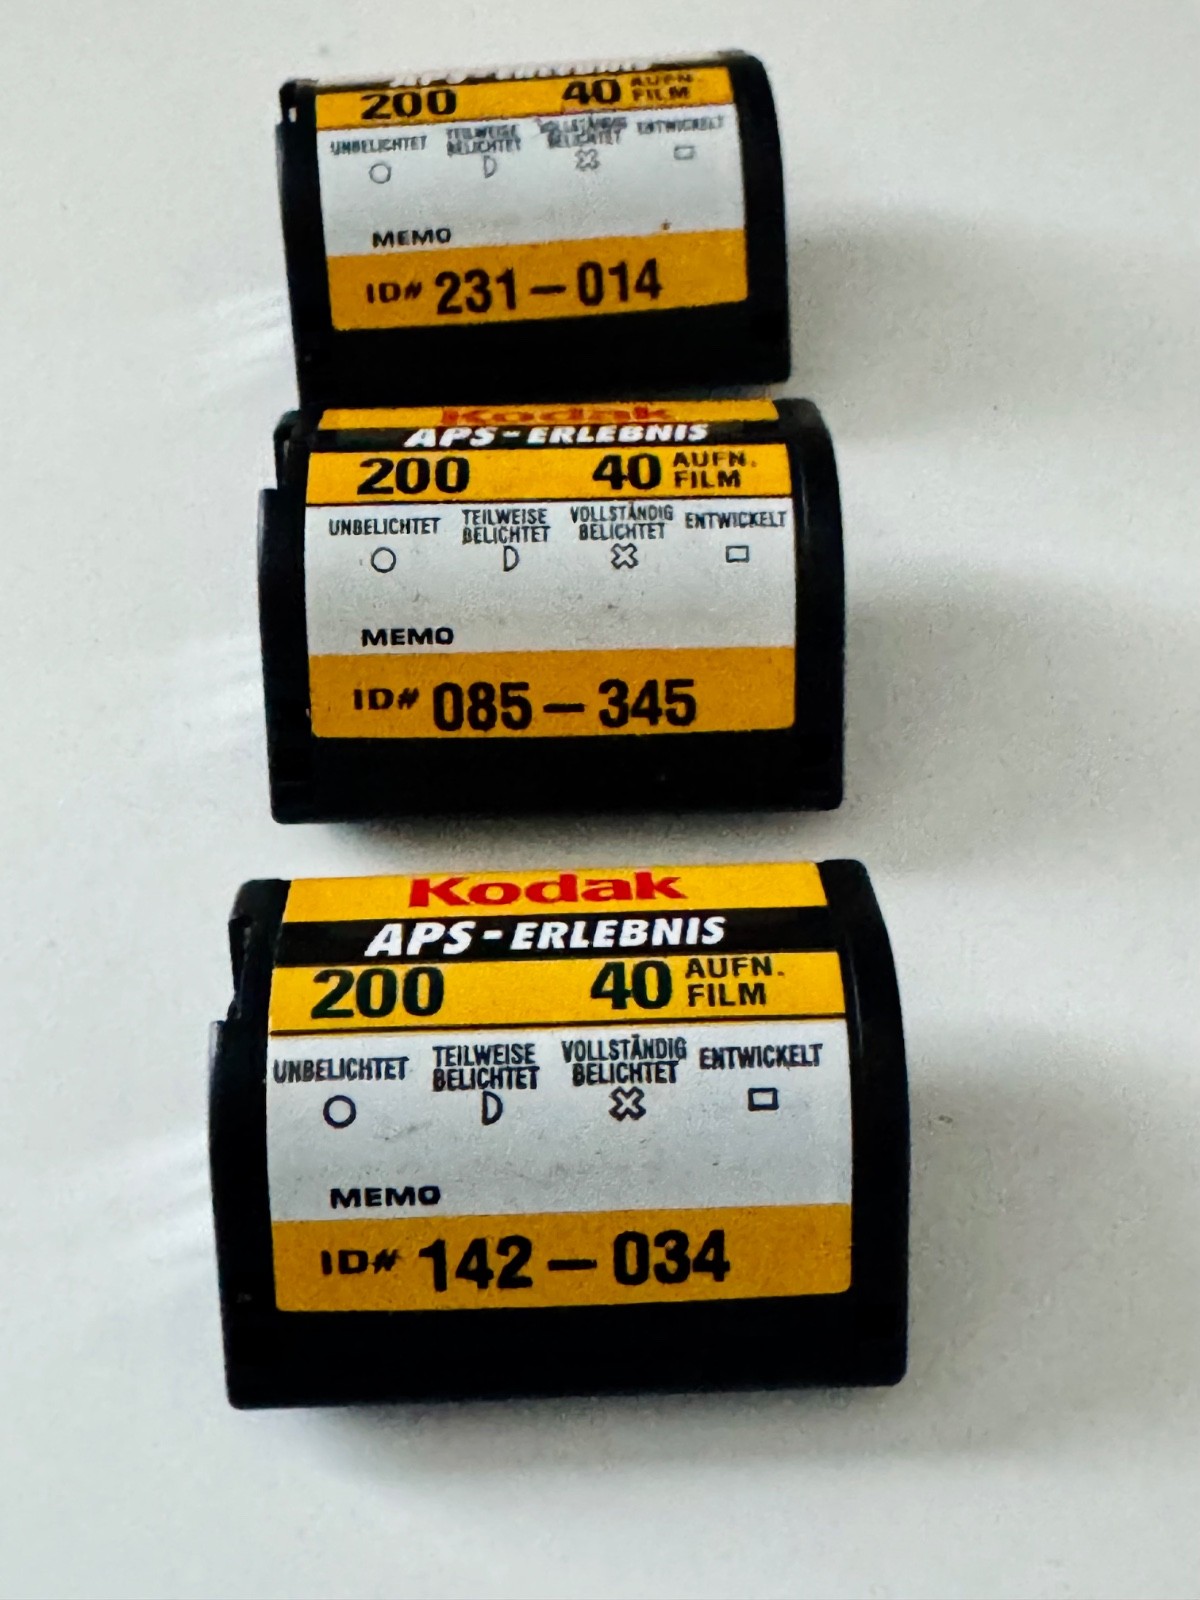 APS-ERLEBNIS
200 40 AUFN. FILM
UNBELICHTET TEILWEISE BELICHTET VOLLSTÄNDIG BELICHTET ENTWICKELT
MEMO
ID# 231-014
Kodak
APS-ERLEBNIS
200 40 AUFN. FILM
UNBELICHTET TEILWEISE BELICHTET VOLLSTÄNDIG BELICHTET ENTWICKELT
MEMO
ID# 085-345
Kodak
APS-ERLEBNIS
200 40 AUFN. FILM
UNBELICHTET TEILWEISE BELICHTET VOLLSTÄNDIG BELICHTET ENTWICKELT
MEMO
ID# 142-034